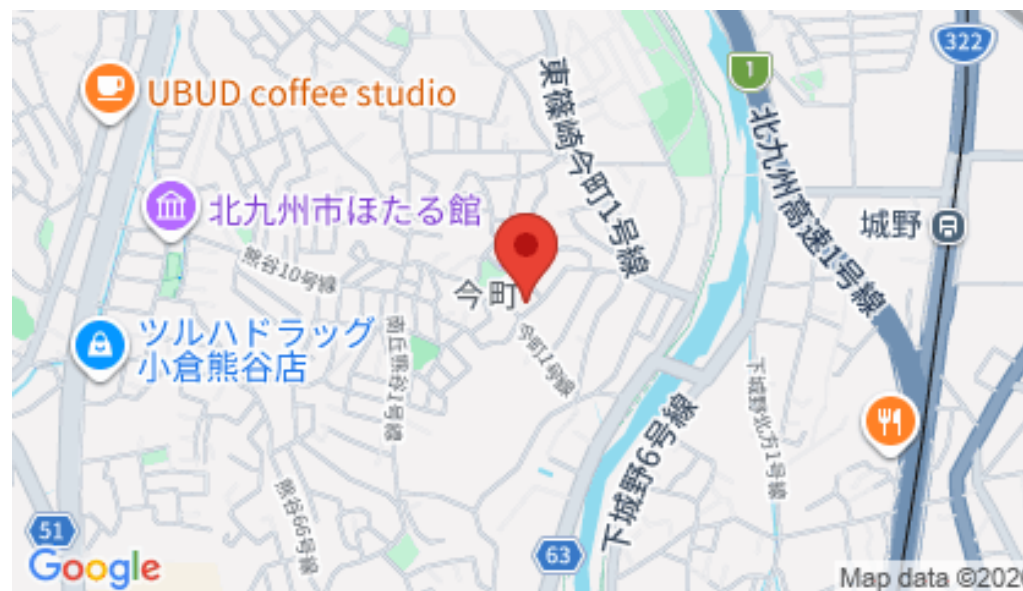 322
1
UBUD coffee studio
東篠崎今町1号線
北九州高速1号線
北九州市ほたる館
城野
熊谷10号線
今町
ツルハドラッグ
小倉熊谷店
南丘熊谷1号線
今町1号線
下城野北方1号線
下城野6号線
熊谷66号線
51
63
Google
Map data ©202